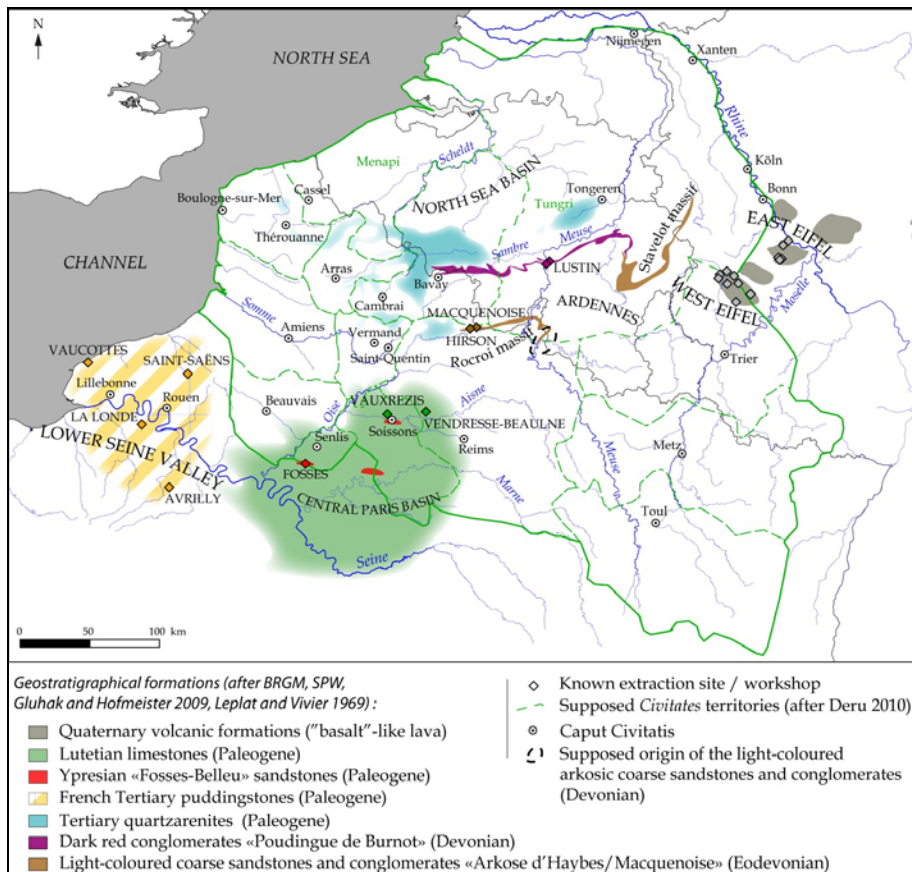 N
NORTH SEA
Nijmegen
Xanten
Rhine
Menapi
Scheldt
Cassel
Boulogne-sur-Mer
Thérouanne
NORTH SEA BASIN
Tongeren
Tungri
Köln
Bonn
Stavelot massif
EAST EIFEL
CHANNEL
Arras
Sambre
Meuse
LUSTIN
Bavay
Cambrai
MACQUENOISE
ARDENNES
WEST EIFEL
Moselle
Somme
Amiens
Vermand
HIRSON
Saint-Quentin
Rocroi massif
Trier
VAUCOTTES
SAINT-SAËNS
Lillebonne
Rouen
Beauvais
Oise
VAUXREZIS
Aisne
LA LONDE
Soissons
VENDRESSE-BEAULNE
LOWER SEINE VALLEY
Senlis
Reims
Metz
FOSSES
Meuse
AVRILLY
CENTRAL PARIS BASIN
Marne
Toul
Seine
0 50 100 km
Geostratigraphical formations (after BRGM, SPW,
Gluhak and Hofmeister 2009, Leplat and Vivier 1969) :
Quaternary volcanic formations ("basalt"-like lava)
Lutetian limestones (Paleogene)
Ypresian «Fosses-Belleu» sandstones (Paleogene)
French Tertiary puddingstones (Paleogene)
Tertiary quartzarenites (Paleogene)
Dark red conglomerates «Poudingue de Burnot» (Devonian)
Light-coloured coarse sandstones and conglomerates «Arkose d'Haybes/Macquenoise» (Eodevonian)
Known extraction site / workshop
Supposed Civitates territories (after Deru 2010)
Caput Civitatis
Supposed origin of the light-coloured
arkosic coarse sandstones and conglomerates
(Devonian)